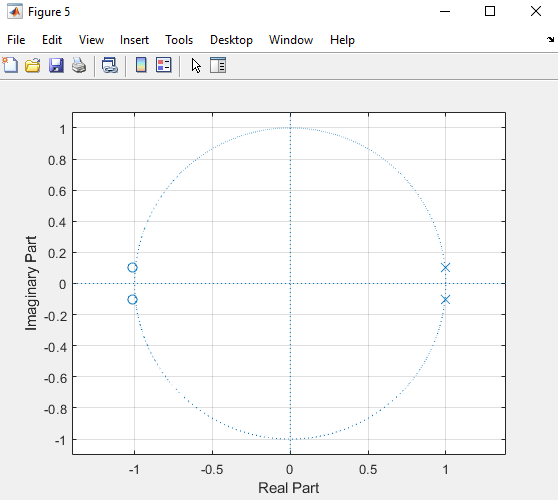 Figure 5
File Edit View Insert Tools Desktop Window Help
1
0.8
0.6
0.4
0.2
0
-0.2
-0.4
-0.6
-0.8
-1
Imaginary Part
-1 -0.5 0 0.5 1
Real Part